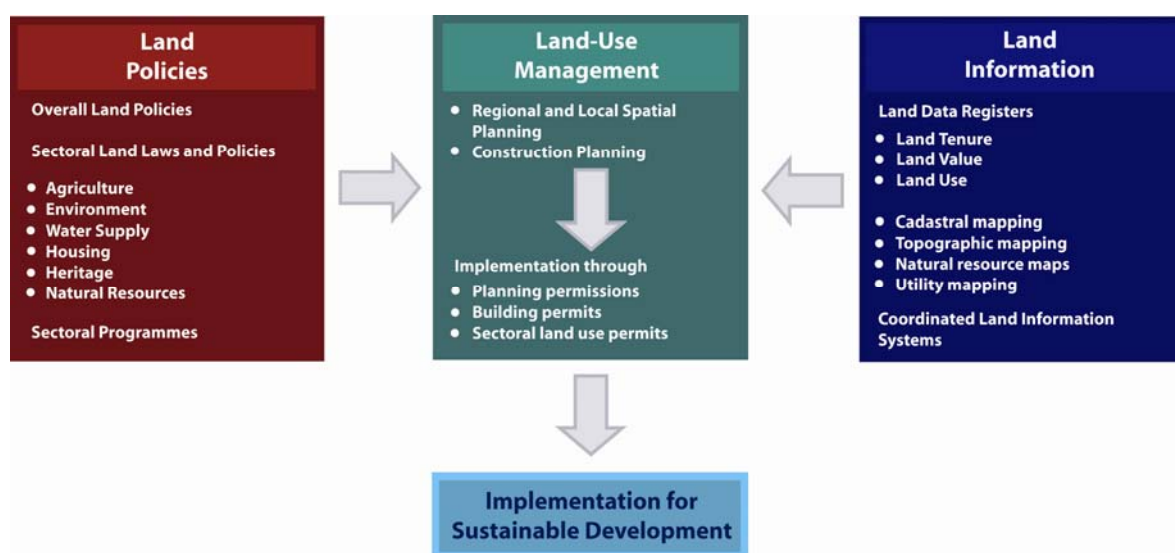 Land
Policies
Overall Land Policies
Sectoral Land Laws and Policies
• Agriculture
• Environment
• Water Supply
• Housing
• Heritage
• Natural Resources
Sectoral Programmes
Land-Use
Management
• Regional and Local Spatial
Planning
• Construction Planning
Implementation through
• Planning permissions
• Building permits
• Sectoral land use permits
Land
Information
Land Data Registers
• Land Tenure
• Land Value
• Land Use
• Cadastral mapping
• Topographic mapping
• Natural resource maps
• Utility mapping
Coordinated Land Information
Systems
Implementation for
Sustainable Development